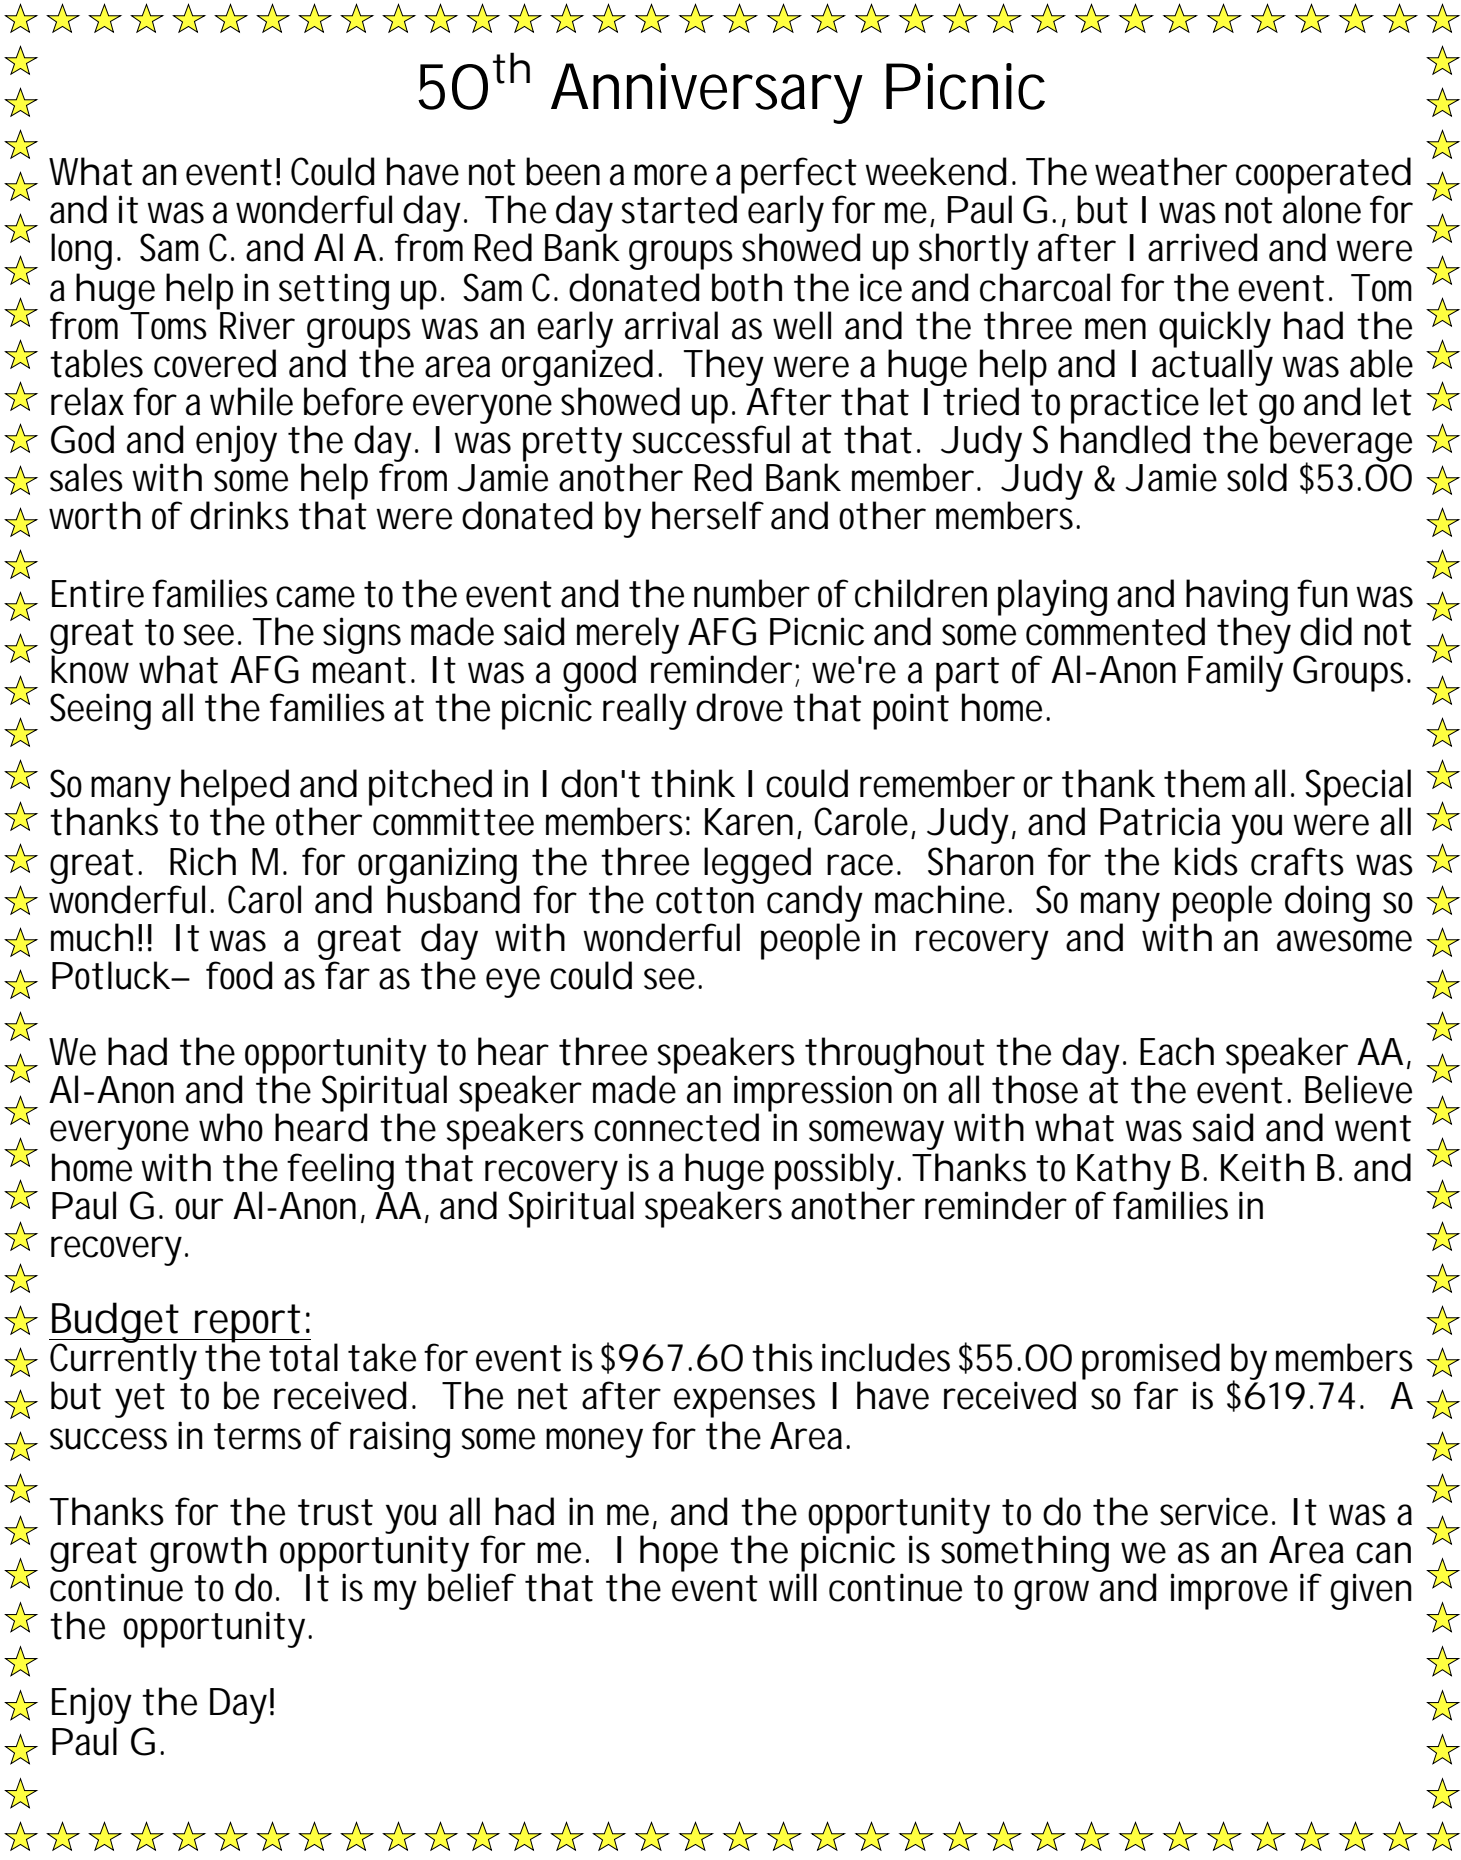 50th Anniversary Picnic
What an event! Could have not been a more a perfect weekend. The weather cooperated
and it was a wonderful day. The day started early for me, Paul G., but I was not alone for
long. Sam C. and Al A. from Red Bank groups showed up shortly after I arrived and were
a huge help in setting up. Sam C. donated both the ice and charcoal for the event. Tom
from Toms River groups was an early arrival as well and the three men quickly had the
tables covered and the area organized. They were a huge help and I actually was able
relax for a while before everyone showed up. After that I tried to practice let go and let
God and enjoy the day. I was pretty successful at that. Judy S handled the beverage
sales with some help from Jamie another Red Bank member. Judy & Jamie sold $53.00
worth of drinks that were donated by herself and other members.
Entire families came to the event and the number of children playing and having fun was
great to see. The signs made said merely AFG Picnic and some commented they did not
know what AFG meant. It was a good reminder; we're a part of Al-Anon Family Groups.
Seeing all the families at the picnic really drove that point home.
So many helped and pitched in I don't think I could remember or thank them all. Special
thanks to the other committee members: Karen, Carole, Judy, and Patricia you were all
great. Rich M. for organizing the three legged race. Sharon for the kids crafts was
wonderful. Carol and husband for the cotton candy machine. So many people doing so
much!! It was a great day with wonderful people in recovery and with an awesome
Potluck– food as far as the eye could see.
We had the opportunity to hear three speakers throughout the day. Each speaker AA,
Al-Anon and the Spiritual speaker made an impression on all those at the event. Believe
everyone who heard the speakers connected in someway with what was said and went
home with the feeling that recovery is a huge possibly. Thanks to Kathy B. Keith B. and
Paul G. our Al-Anon, AA, and Spiritual speakers another reminder of families in
recovery.
Budget report:
Currently the total take for event is $967.60 this includes $55.00 promised by members
but yet to be received. The net after expenses I have received so far is $619.74. A
success in terms of raising some money for the Area.
Thanks for the trust you all had in me, and the opportunity to do the service. It was a
great growth opportunity for me. I hope the picnic is something we as an Area can
continue to do. It is my belief that the event will continue to grow and improve if given
the opportunity.
Enjoy the Day!
Paul G.